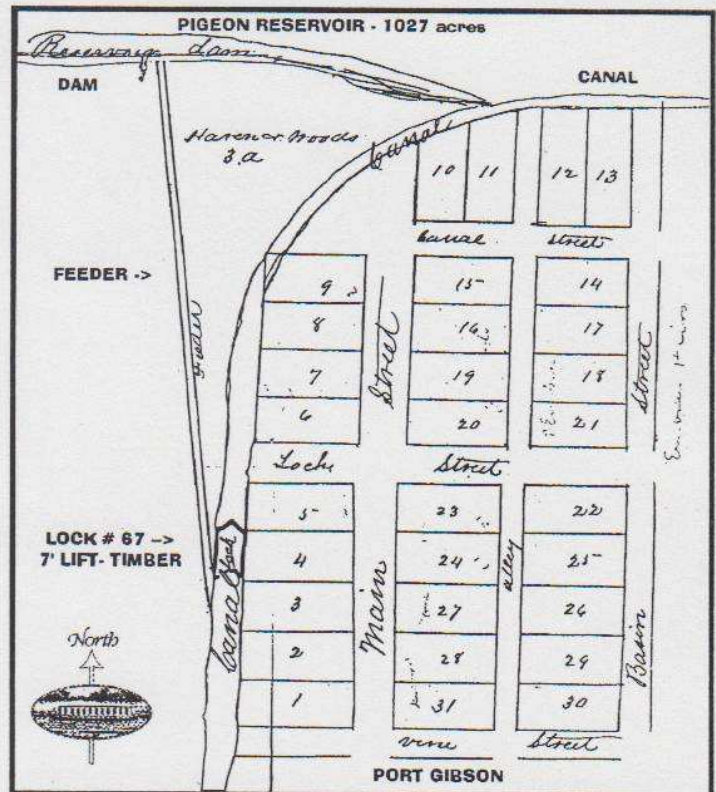 PIGEON RESERVOIR - 1027 acres
Reservoir dam
DAM
CANAL
Woods
3.a
Canal
10 11 12 13
Canal Street
FEEDER ->
Feeder
9 15 14
8 16 17
7 19 18
6 20 21
Street
Street
Lock Street
LOCK # 67 ->
7' LIFT- TIMBER
Lock
Canal
5 23 22
4 24 25
3 27 26
2 28 29
1 31 30
Main
alley
Basin
North
vine Street
PORT GIBSON